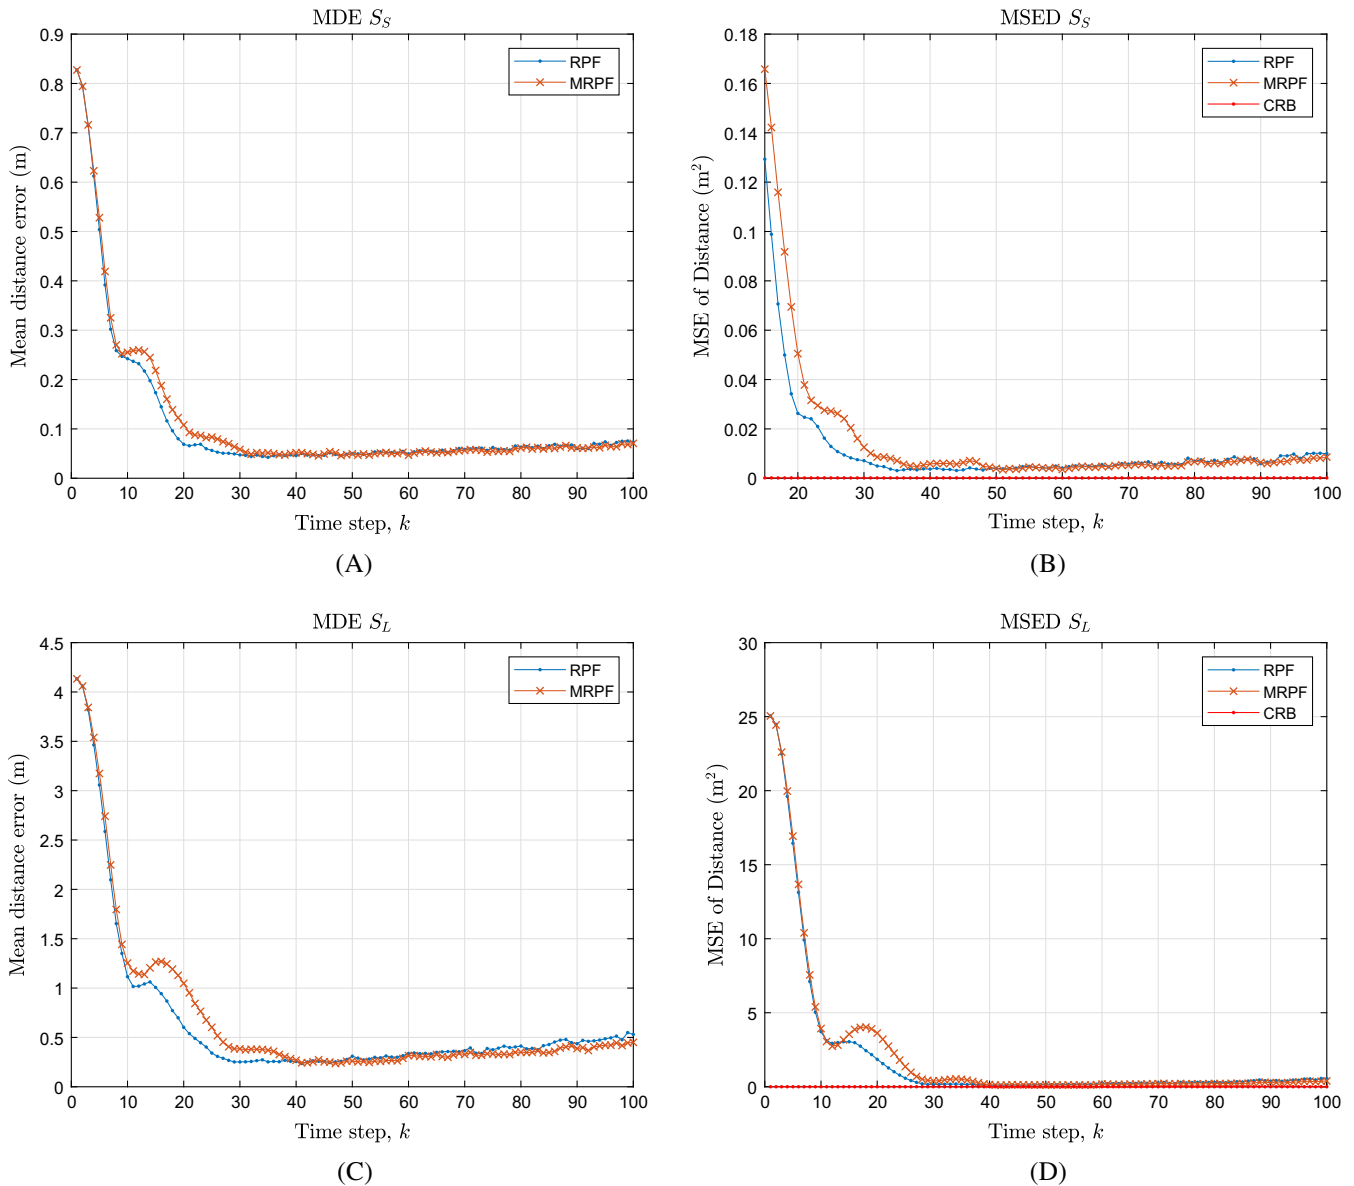 MDE S_S
0.9
0.8
0.7
0.6
0.5
0.4
0.3
0.2
0.1
0
Mean distance error (m)
RPF
MRPF
0 10 20 30 40 50 60 70 80 90 100
Time step, k
(A)
MSED S_S
0.18
0.16
0.14
0.12
0.1
0.08
0.06
0.04
0.02
0
MSE of Distance (m²)
RPF
MRPF
CRB
20 30 40 50 60 70 80 90 100
Time step, k
(B)
MDE S_L
4.5
4
3.5
3
2.5
2
1.5
1
0.5
0
Mean distance error (m)
RPF
MRPF
0 10 20 30 40 50 60 70 80 90 100
Time step, k
(C)
MSED S_L
30
25
20
15
10
5
0
MSE of Distance (m²)
RPF
MRPF
CRB
0 10 20 30 40 50 60 70 80 90 100
Time step, k
(D)